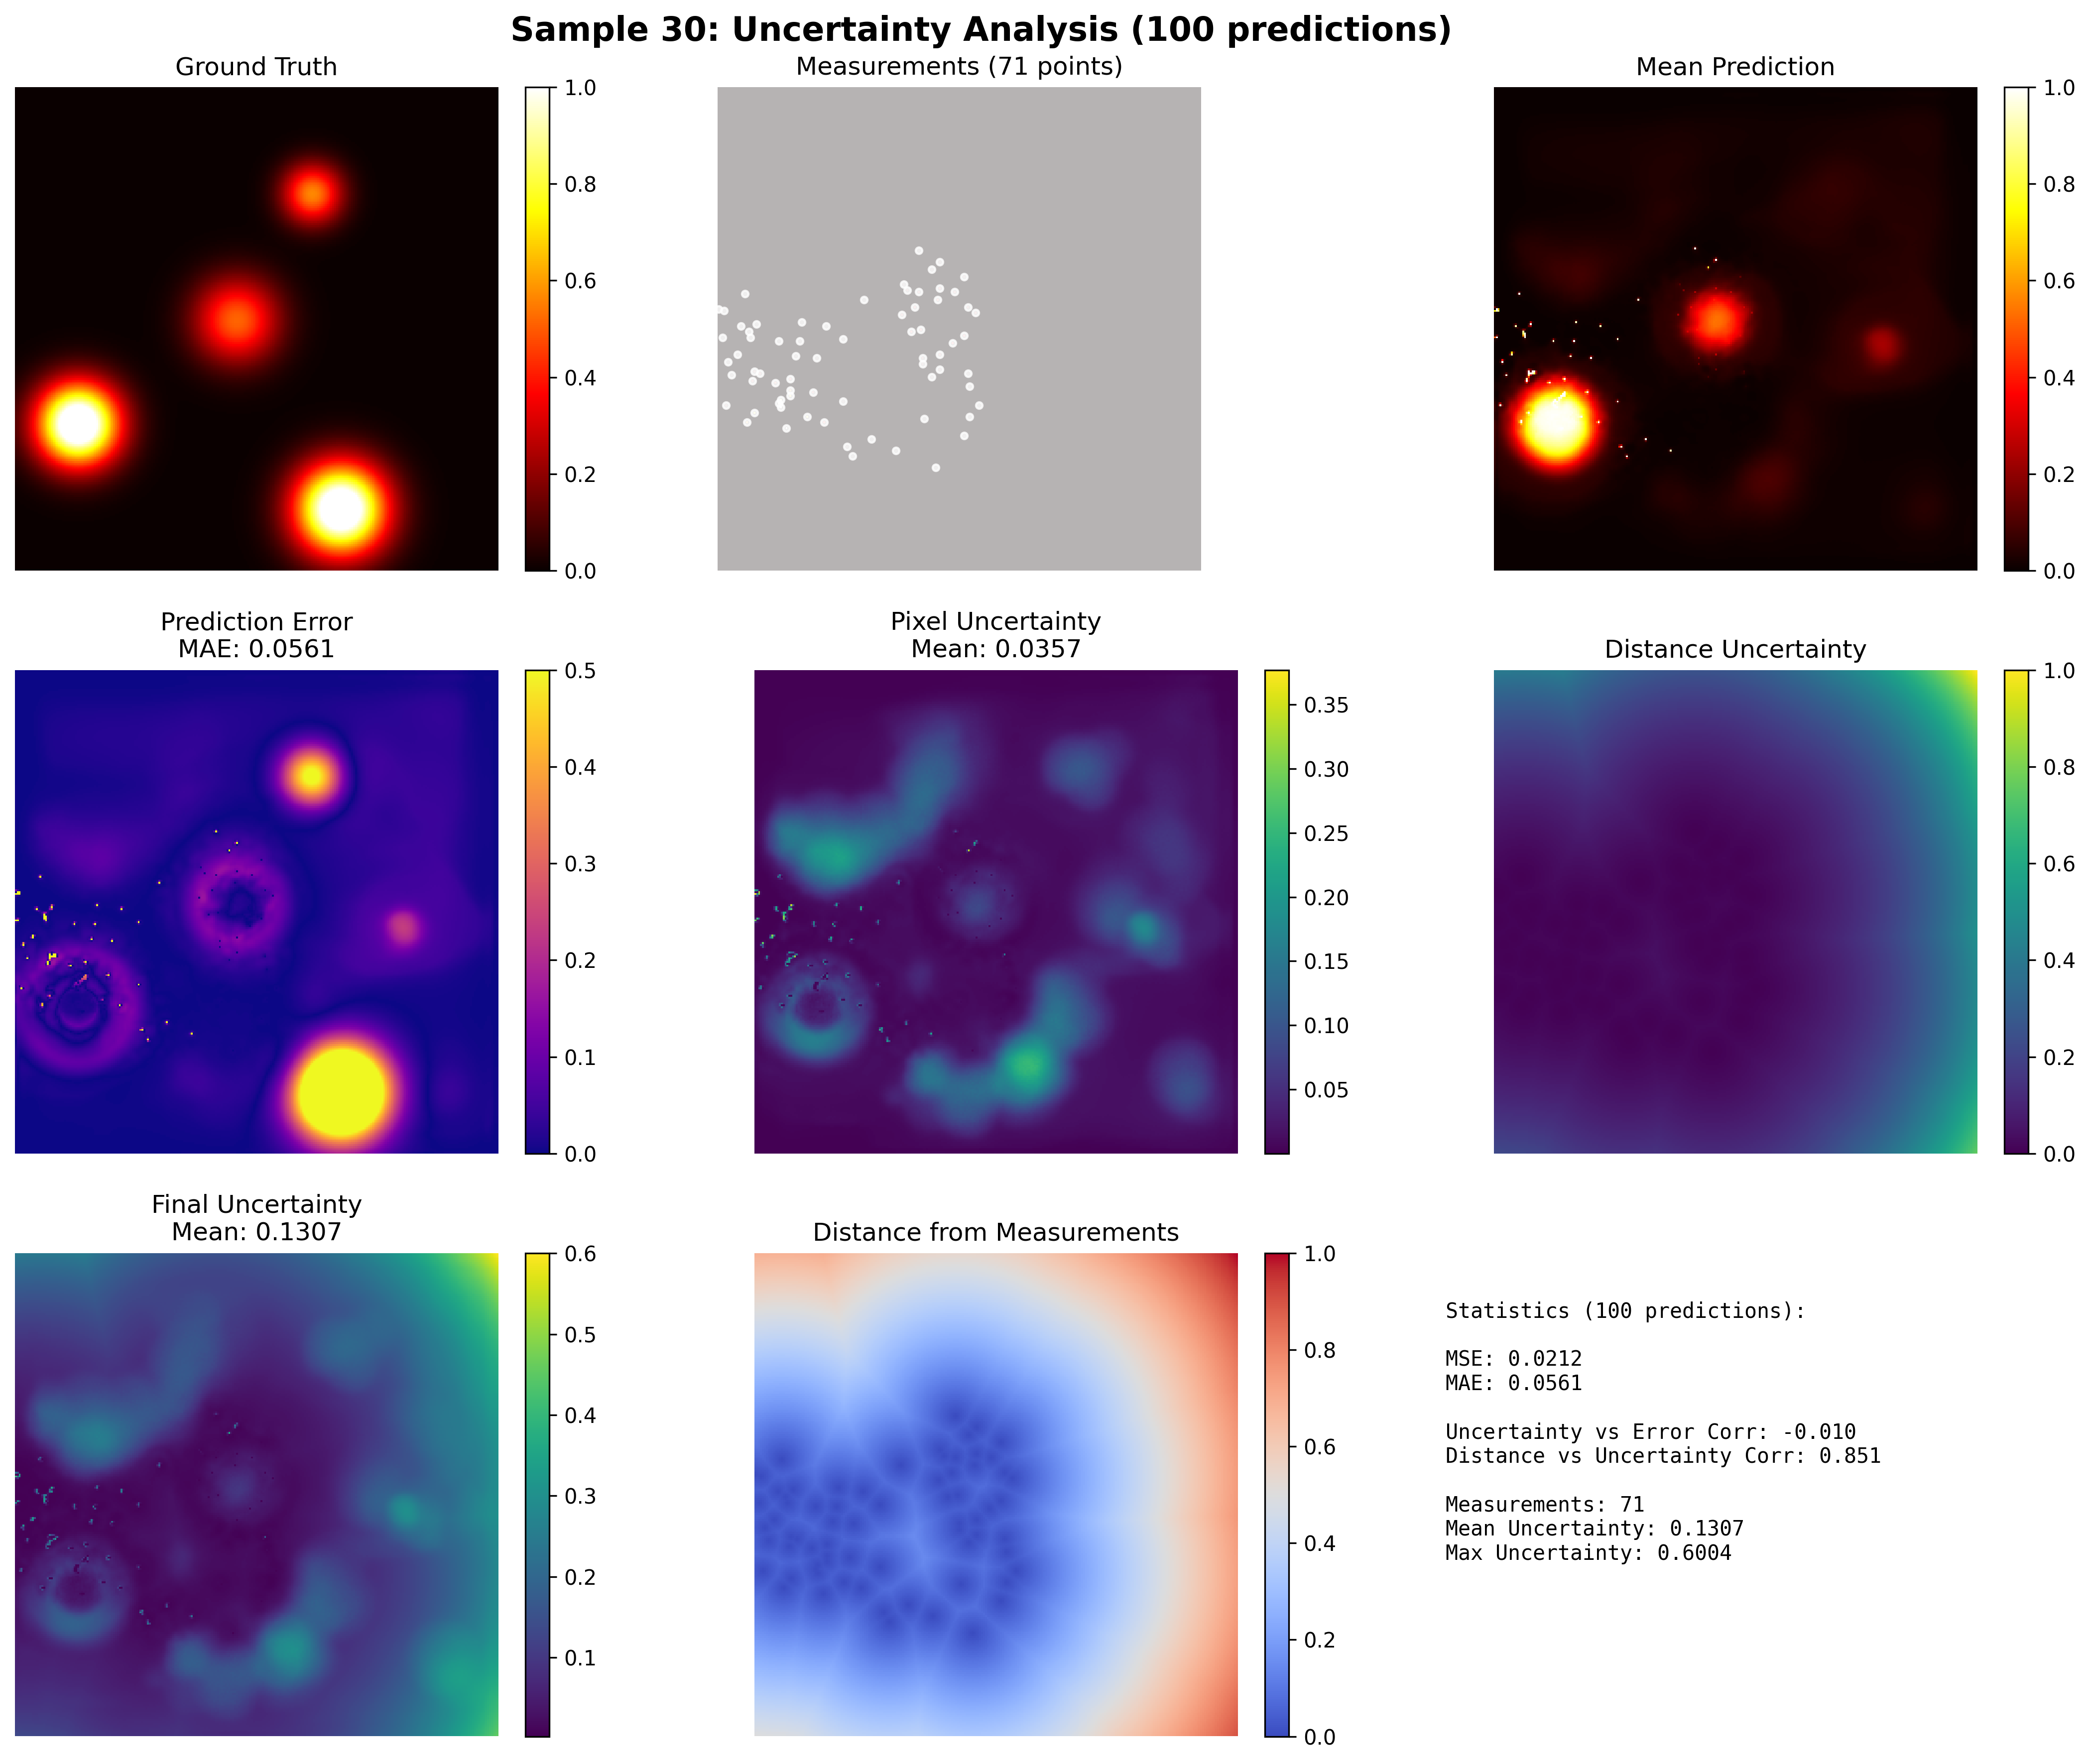 Sample 30: Uncertainty Analysis (100 predictions)
Ground Truth
Measurements (71 points)
Mean Prediction
1.0
0.8
0.6
0.4
0.2
0.0
1.0
0.8
0.6
0.4
0.2
0.0
Prediction Error
MAE: 0.0561
Pixel Uncertainty
Mean: 0.0357
Distance Uncertainty
0.5
0.4
0.3
0.2
0.1
0.0
0.35
0.30
0.25
0.20
0.15
0.10
0.05
1.0
0.8
0.6
0.4
0.2
0.0
Final Uncertainty
Mean: 0.1307
Distance from Measurements
0.6
0.5
0.4
0.3
0.2
0.1
1.0
0.8
0.6
0.4
0.2
0.0
Statistics (100 predictions):
MSE: 0.0212
MAE: 0.0561
Uncertainty vs Error Corr: -0.010
Distance vs Uncertainty Corr: 0.851
Measurements: 71
Mean Uncertainty: 0.1307
Max Uncertainty: 0.6004